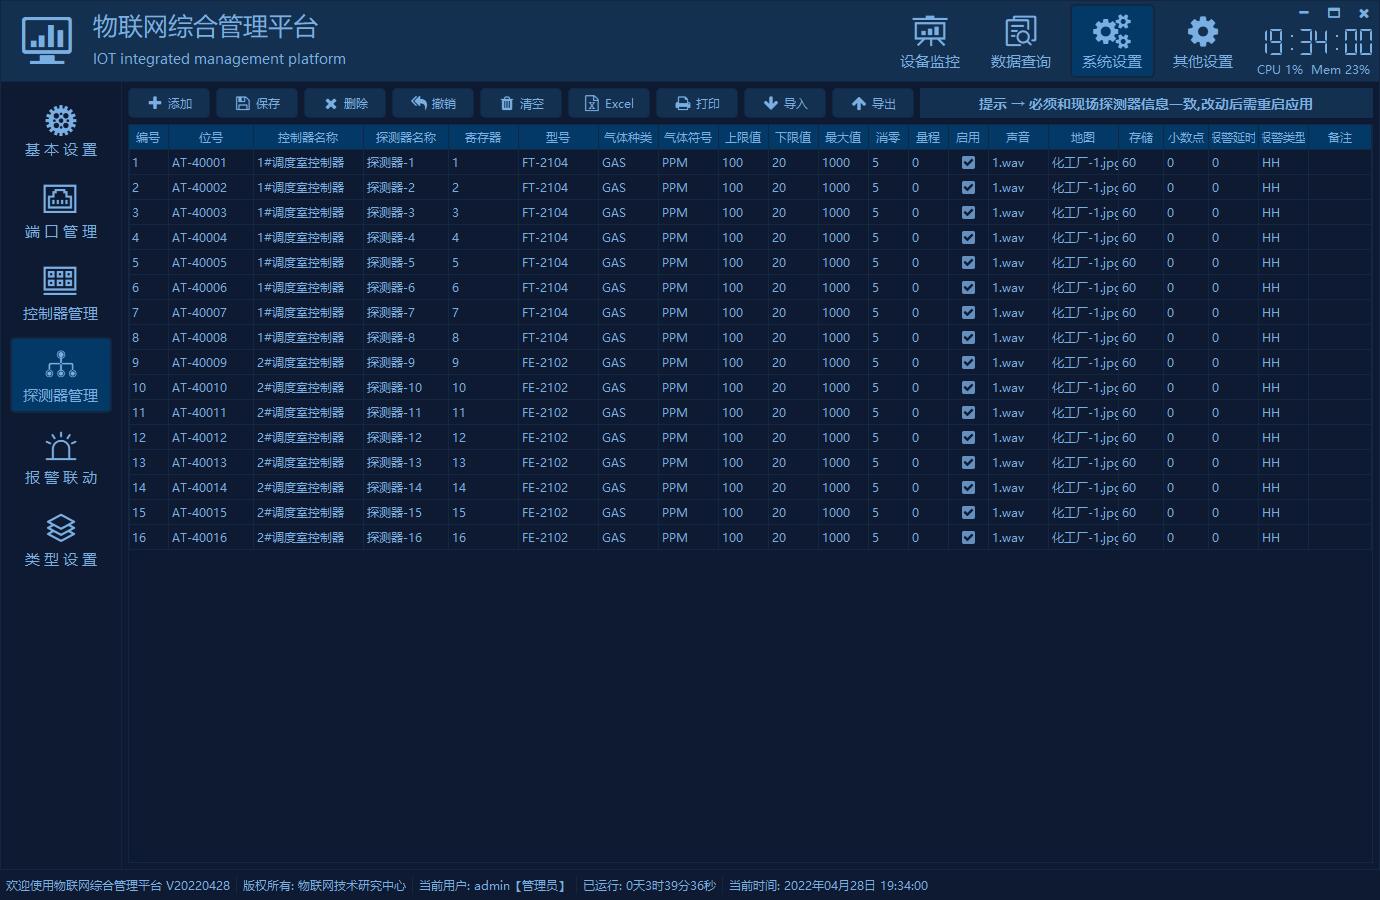 物联网综合管理平台
IOT integrated management platform
设备监控 数据查询 系统设置 其他设置
19:34:00
CPU 1% Mem 23%
添加 保存 删除 撤销 清空 Excel 打印 导入 导出 提示 → 必须和现场探测器信息一致,改动后需重启应用
基本设置
端口管理
控制器管理
探测器管理
报警联动
类型设置
编号 位号 控制器名称 探测器名称 寄存器 型号 气体种类 气体符号 上限值 下限值 最大值 消零 量程 启用 声音 地图 存储 小数点 报警延时 报警类型 备注
1 AT-40001 1#调度室控制器 探测器-1 1 FT-2104 GAS PPM 100 20 1000 5 0 1.wav 化工厂-1.jpg 60 0 0 HH
2 AT-40002 1#调度室控制器 探测器-2 2 FT-2104 GAS PPM 100 20 1000 5 0 1.wav 化工厂-1.jpg 60 0 0 HH
3 AT-40003 1#调度室控制器 探测器-3 3 FT-2104 GAS PPM 100 20 1000 5 0 1.wav 化工厂-1.jpg 60 0 0 HH
4 AT-40004 1#调度室控制器 探测器-4 4 FT-2104 GAS PPM 100 20 1000 5 0 1.wav 化工厂-1.jpg 60 0 0 HH
5 AT-40005 1#调度室控制器 探测器-5 5 FT-2104 GAS PPM 100 20 1000 5 0 1.wav 化工厂-1.jpg 60 0 0 HH
6 AT-40006 1#调度室控制器 探测器-6 6 FT-2104 GAS PPM 100 20 1000 5 0 1.wav 化工厂-1.jpg 60 0 0 HH
7 AT-40007 1#调度室控制器 探测器-7 7 FT-2104 GAS PPM 100 20 1000 5 0 1.wav 化工厂-1.jpg 60 0 0 HH
8 AT-40008 1#调度室控制器 探测器-8 8 FT-2104 GAS PPM 100 20 1000 5 0 1.wav 化工厂-1.jpg 60 0 0 HH
9 AT-40009 2#调度室控制器 探测器-9 9 FE-2102 GAS PPM 100 20 1000 5 0 1.wav 化工厂-1.jpg 60 0 0 HH
10 AT-40010 2#调度室控制器 探测器-10 10 FE-2102 GAS PPM 100 20 1000 5 0 1.wav 化工厂-1.jpg 60 0 0 HH
11 AT-40011 2#调度室控制器 探测器-11 11 FE-2102 GAS PPM 100 20 1000 5 0 1.wav 化工厂-1.jpg 60 0 0 HH
12 AT-40012 2#调度室控制器 探测器-12 12 FE-2102 GAS PPM 100 20 1000 5 0 1.wav 化工厂-1.jpg 60 0 0 HH
13 AT-40013 2#调度室控制器 探测器-13 13 FE-2102 GAS PPM 100 20 1000 5 0 1.wav 化工厂-1.jpg 60 0 0 HH
14 AT-40014 2#调度室控制器 探测器-14 14 FE-2102 GAS PPM 100 20 1000 5 0 1.wav 化工厂-1.jpg 60 0 0 HH
15 AT-40015 2#调度室控制器 探测器-15 15 FE-2102 GAS PPM 100 20 1000 5 0 1.wav 化工厂-1.jpg 60 0 0 HH
16 AT-40016 2#调度室控制器 探测器-16 16 FE-2102 GAS PPM 100 20 1000 5 0 1.wav 化工厂-1.jpg 60 0 0 HH
欢迎使用物联网综合管理平台 V20220428 版权所有: 物联网技术研究中心 当前用户: admin【管理员】 已运行: 0天3时39分36秒 当前时间: 2022年04月28日 19:34:00